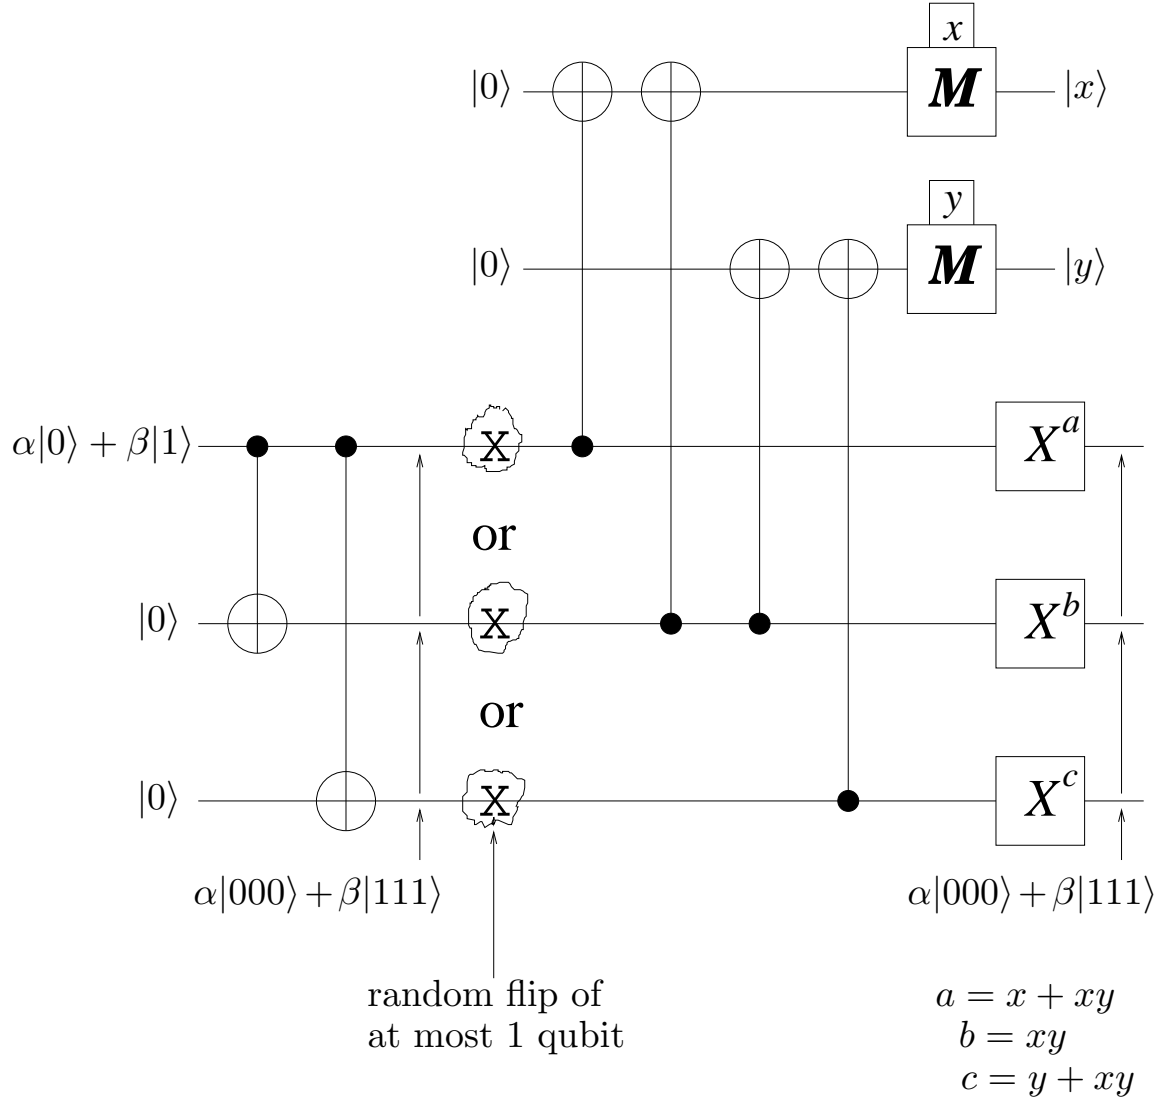 x
|0⟩ M |x⟩
y
|0⟩ M |y⟩
α|0⟩ + β|1⟩ X X^a
or
|0⟩ X X^b
or
|0⟩ X X^c
α|000⟩ + β|111⟩ α|000⟩ + β|111⟩
random flip of
at most 1 qubit
a = x + xy
b = xy
c = y + xy